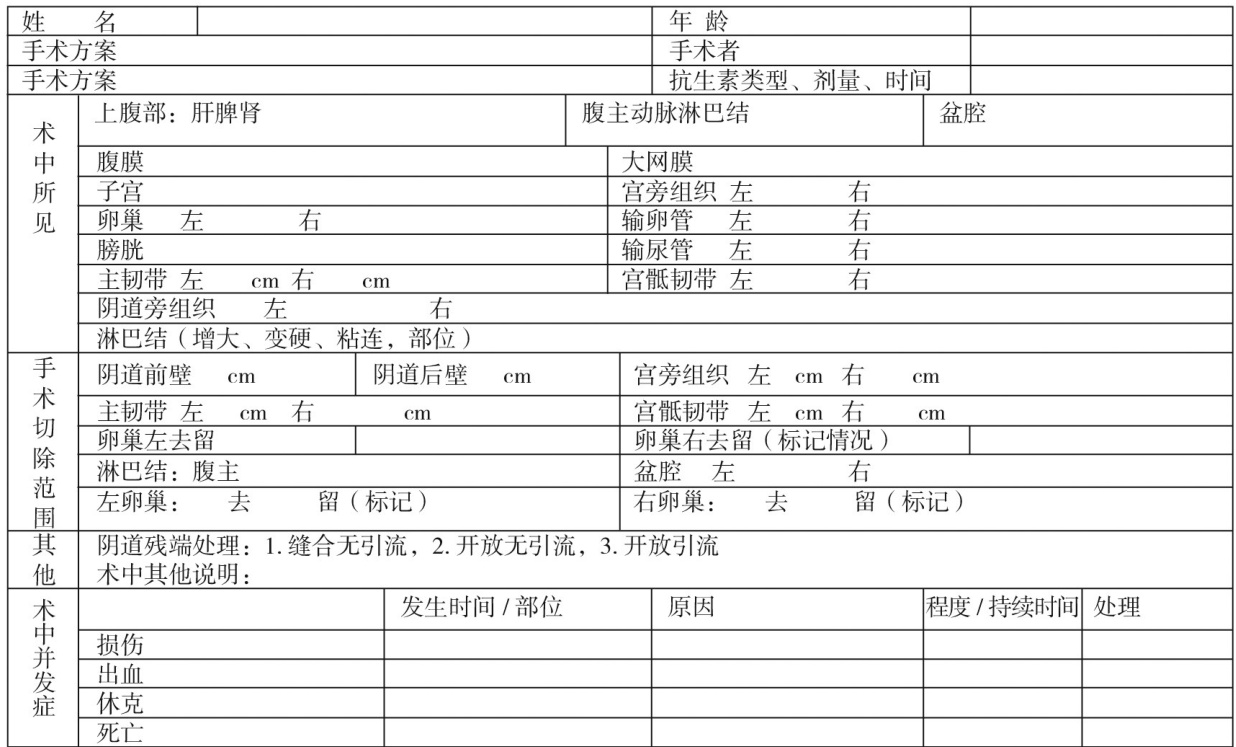 姓 名 年 龄
手术方案 手术者
手术方案 抗生素类型、剂量、时间
术中所见
上腹部：肝脾肾 腹主动脉淋巴结 盆腔
腹膜 大网膜
子宫 宫旁组织 左 右
卵巢 左 右 输卵管 左 右
膀胱 输尿管 左 右
主韧带 左 cm 右 cm 宫骶韧带 左 右
阴道旁组织 左 右
淋巴结（增大、变硬、粘连，部位）
手术切除范围
阴道前壁 cm 阴道后壁 cm 宫旁组织 左 cm 右 cm
主韧带 左 cm 右 cm 宫骶韧带 左 cm 右 cm
卵巢左去留 卵巢右去留（标记情况）
淋巴结：腹主 盆腔 左 右
左卵巢： 去 留（标记） 右卵巢： 去 留（标记）
其他
阴道残端处理：1. 缝合无引流，2. 开放无引流，3. 开放引流
术中其他说明：
术中并发症
发生时间 / 部位 原因 程度 / 持续时间 处理
损伤
出血
休克
死亡